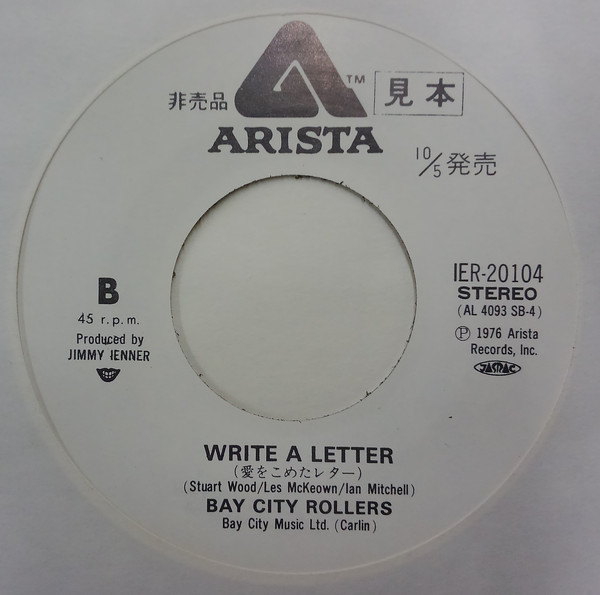 非売品
TM
見本
ARISTA
10/5発売
B
45 r.p.m.
Produced by
JIMMY IENNER
IER-20104
STEREO
(AL 4093 SB-4)
Ⓟ 1976 Arista
Records, Inc.
JASRAC
WRITE A LETTER
(愛をこめたレター)
(Stuart Wood/Les McKeown/Ian Mitchell)
BAY CITY ROLLERS
Bay City Music Ltd. (Carlin)